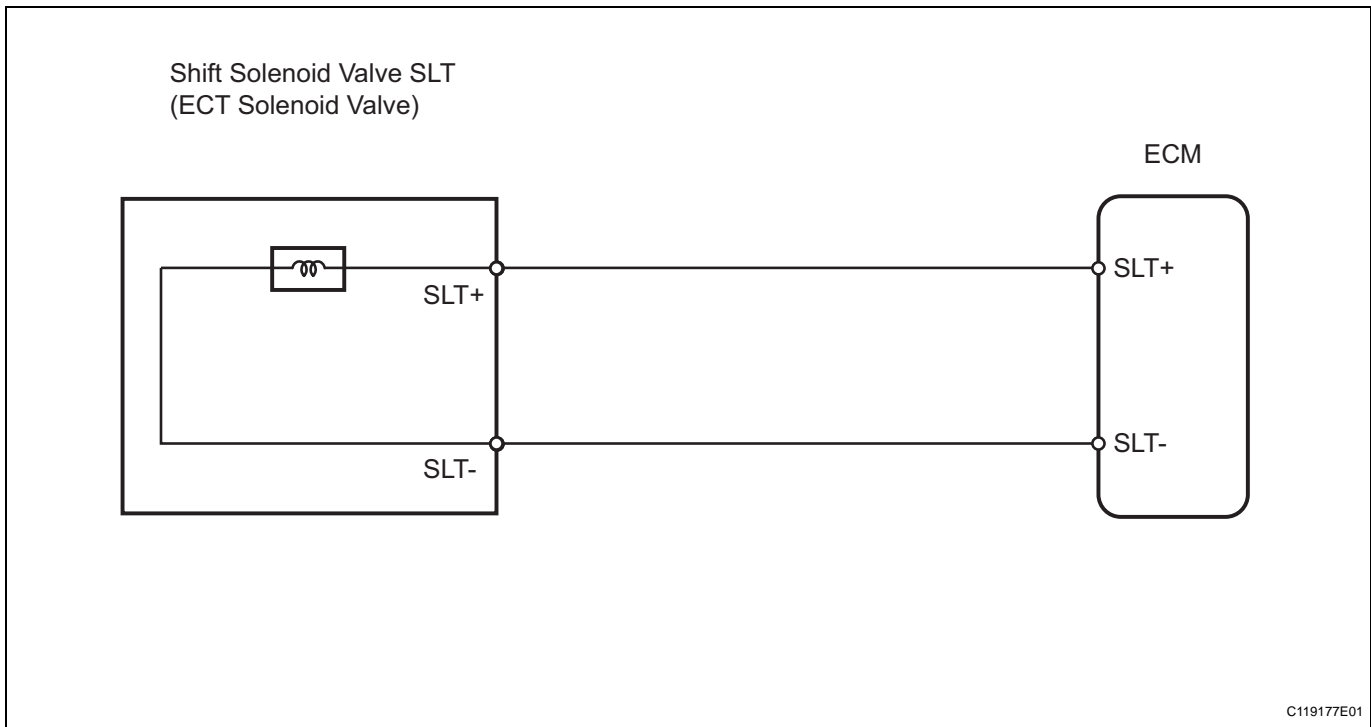 Shift Solenoid Valve SLT
(ECT Solenoid Valve)
ECM
SLT+
SLT+
SLT-
SLT-
C119177E01